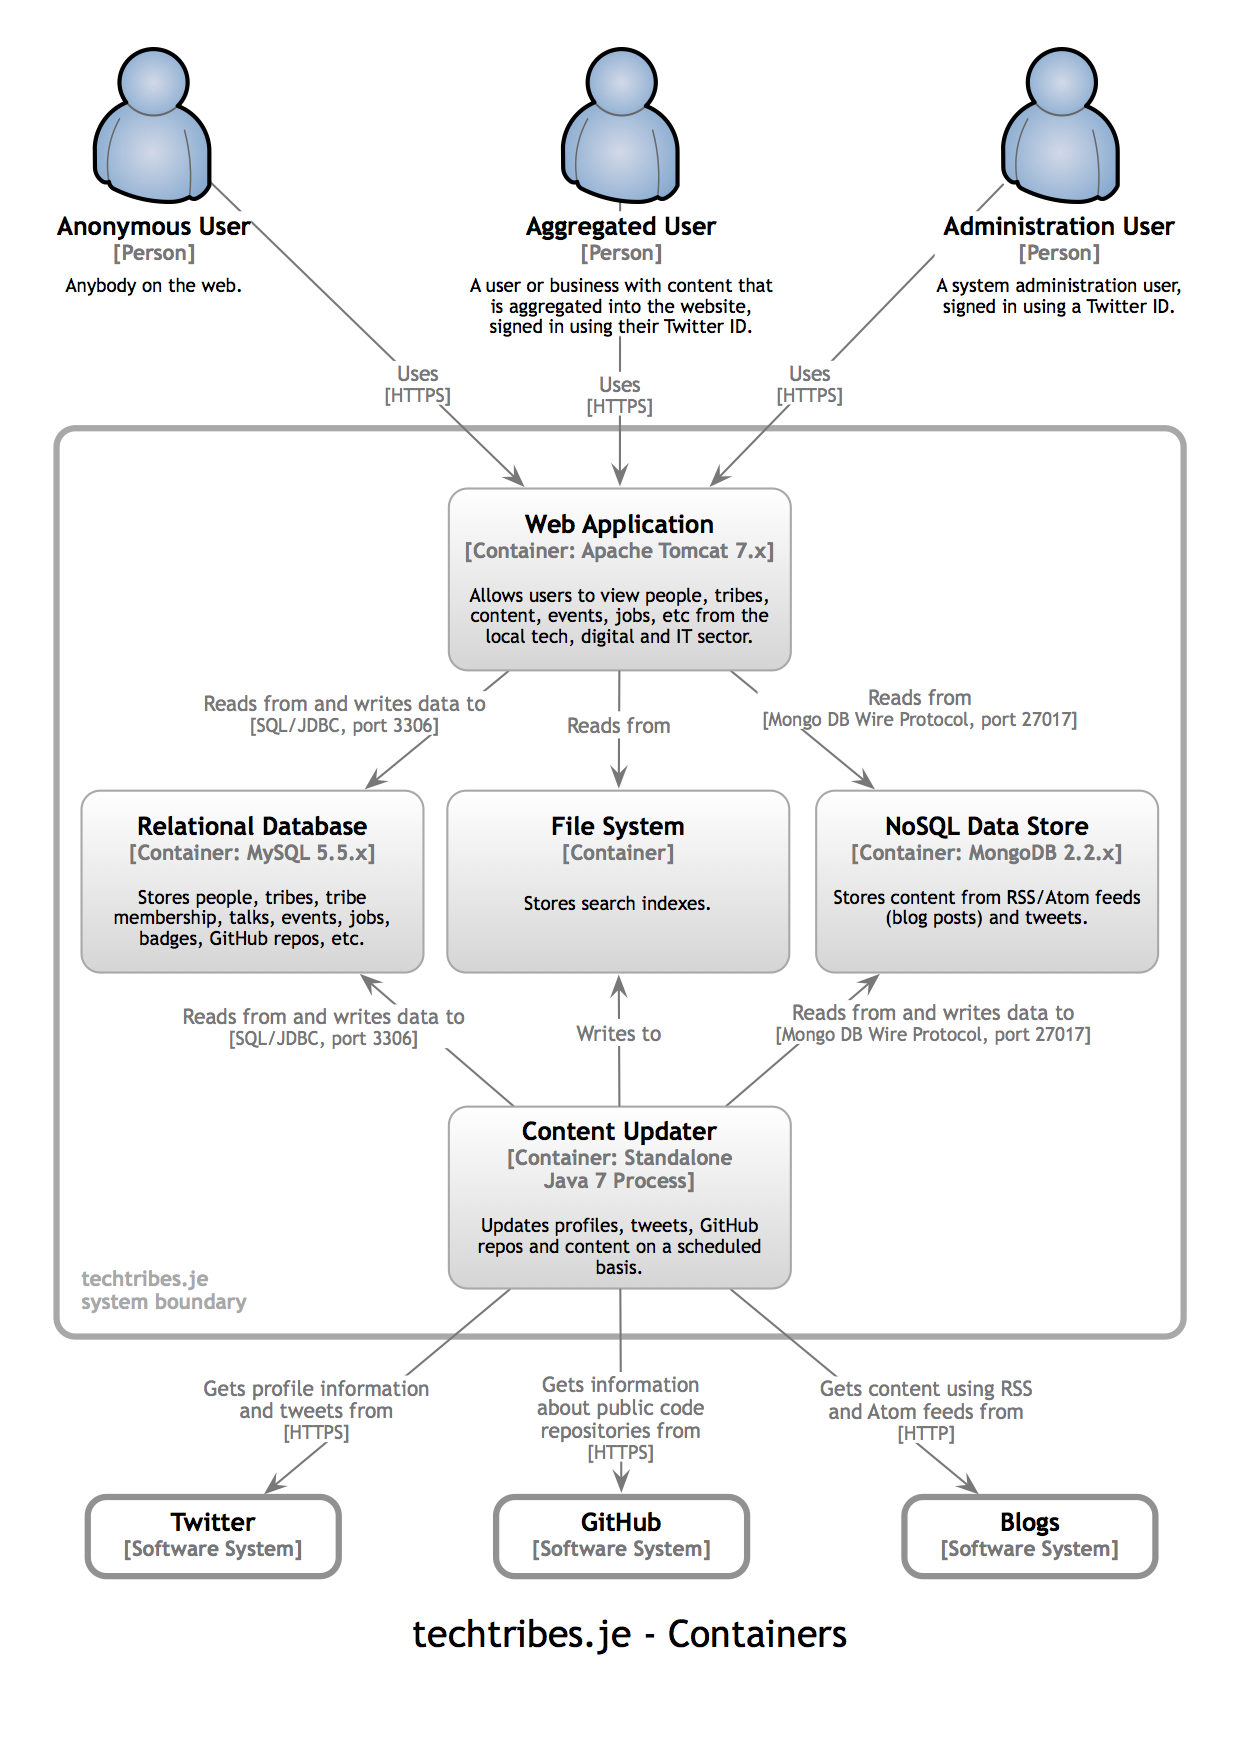 Anonymous User
[Person]
Anybody on the web.
Aggregated User
[Person]
A user or business with content that
is aggregated into the website,
signed in using their Twitter ID.
Administration User
[Person]
A system administration user,
signed in using a Twitter ID.
Uses
[HTTPS]
Uses
[HTTPS]
Uses
[HTTPS]
Web Application
[Container: Apache Tomcat 7.x]
Allows users to view people, tribes,
content, events, jobs, etc from the
local tech, digital and IT sector.
Reads from and writes data to
[SQL/JDBC, port 3306]
Reads from
Reads from
[Mongo DB Wire Protocol, port 27017]
Relational Database
[Container: MySQL 5.5.x]
Stores people, tribes, tribe
membership, talks, events, jobs,
badges, GitHub repos, etc.
File System
[Container]
Stores search indexes.
NoSQL Data Store
[Container: MongoDB 2.2.x]
Stores content from RSS/Atom feeds
(blog posts) and tweets.
Reads from and writes data to
[SQL/JDBC, port 3306]
Writes to
Reads from and writes data to
[Mongo DB Wire Protocol, port 27017]
Content Updater
[Container: Standalone
Java 7 Process]
Updates profiles, tweets, GitHub
repos and content on a scheduled
basis.
techtribes.je
system boundary
Gets profile information
and tweets from
[HTTPS]
Gets information
about public code
repositories from
[HTTPS]
Gets content using RSS
and Atom feeds from
[HTTP]
Twitter
[Software System]
GitHub
[Software System]
Blogs
[Software System]
techtribes.je - Containers